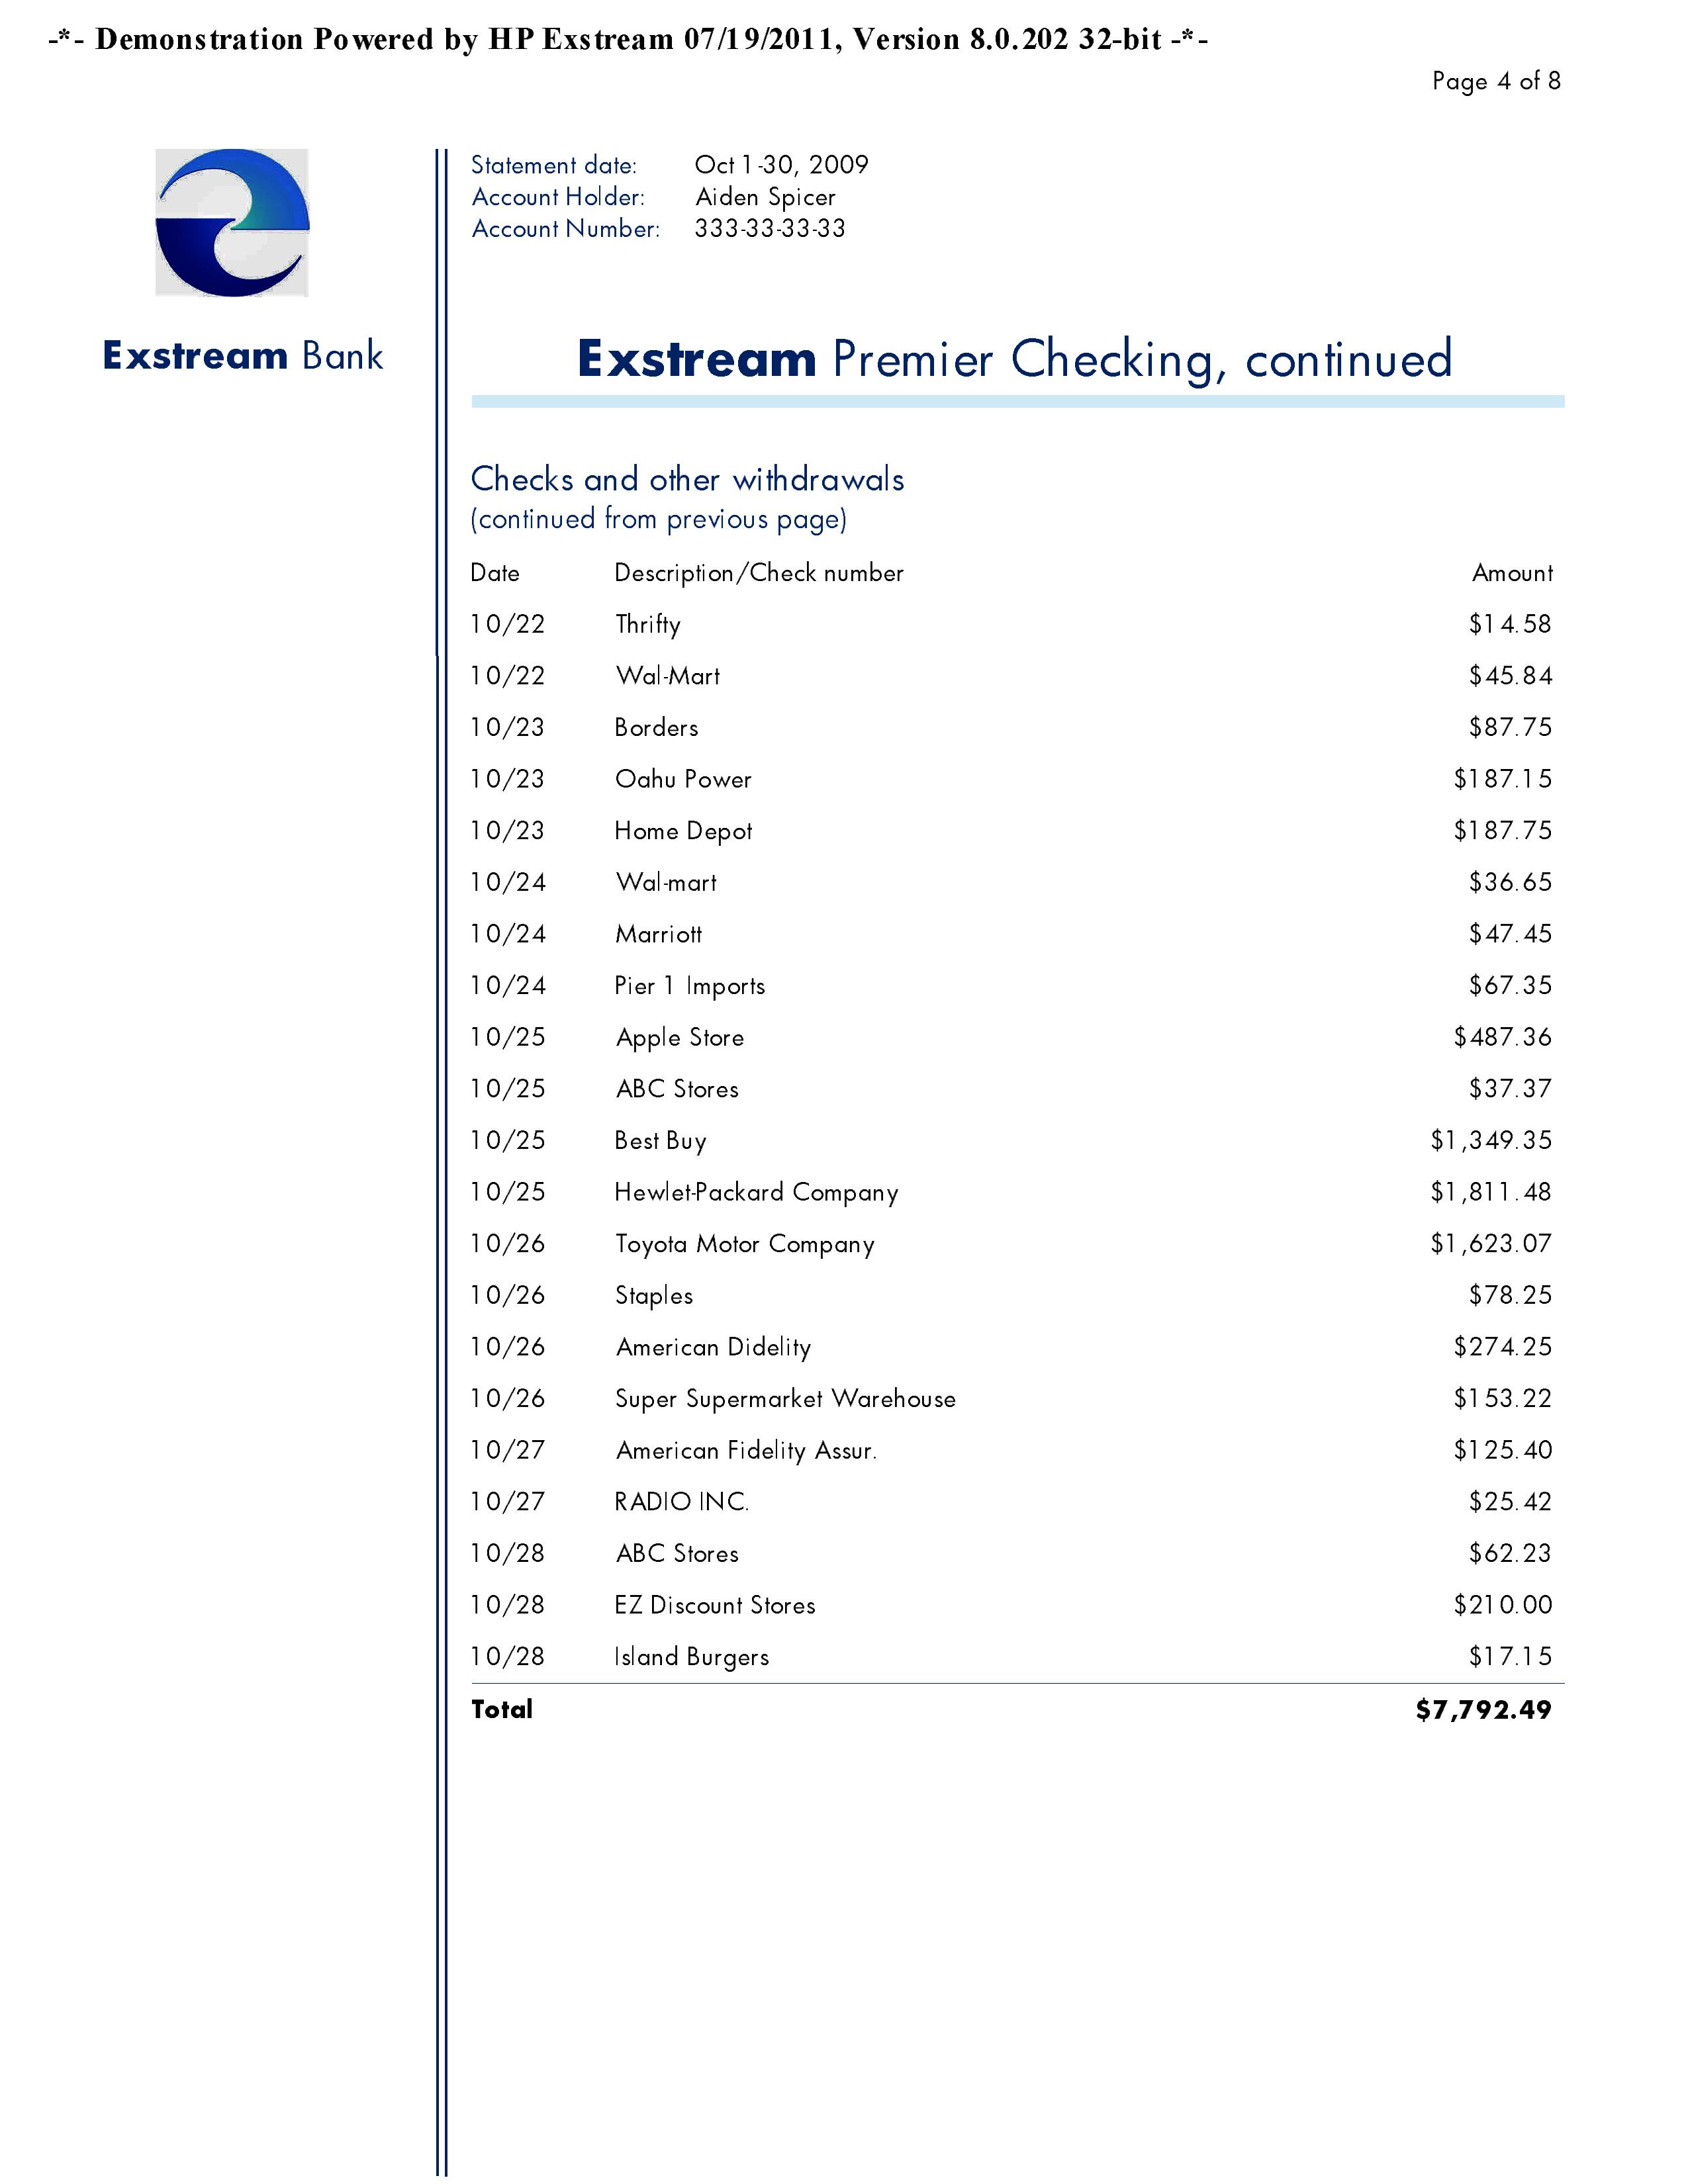 -*- Demonstration Powered by HP Exstream 07/19/2011, Version 8.0.202 32-bit -*-
Page 4 of 8
Statement date: Oct 1-30, 2009
Account Holder: Aiden Spicer
Account Number: 333-33-33-33
Exstream Bank
Exstream Premier Checking, continued
Checks and other withdrawals
(continued from previous page)
Date Description/Check number Amount
10/22 Thrifty $14.58
10/22 Wal-Mart $45.84
10/23 Borders $87.75
10/23 Oahu Power $187.15
10/23 Home Depot $187.75
10/24 Wal-mart $36.65
10/24 Marriott $47.45
10/24 Pier 1 Imports $67.35
10/25 Apple Store $487.36
10/25 ABC Stores $37.37
10/25 Best Buy $1,349.35
10/25 Hewlet-Packard Company $1,811.48
10/26 Toyota Motor Company $1,623.07
10/26 Staples $78.25
10/26 American Didelity $274.25
10/26 Super Supermarket Warehouse $153.22
10/27 American Fidelity Assur. $125.40
10/27 RADIO INC. $25.42
10/28 ABC Stores $62.23
10/28 EZ Discount Stores $210.00
10/28 Island Burgers $17.15
Total $7,792.49